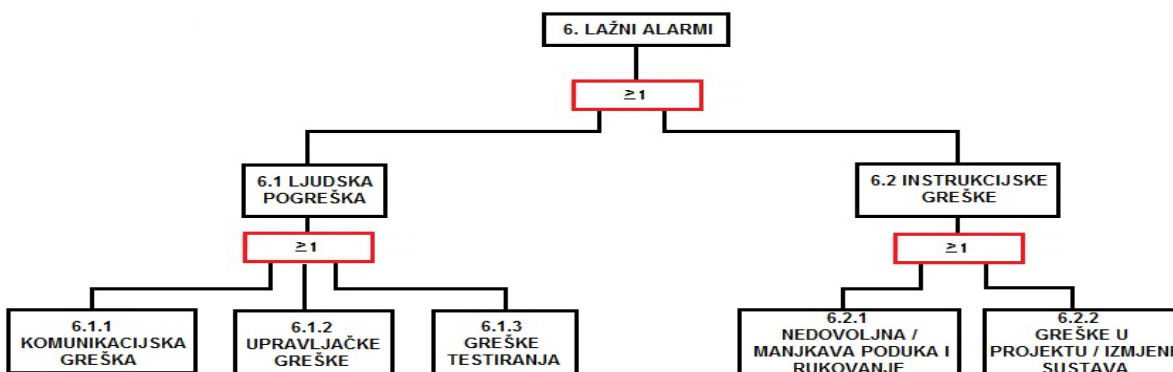 6. LAŽNI ALARMI
≥1
6.1 LJUDSKA
POGREŠKA
6.2 INSTRUKCIJSKE
GREŠKE
≥1
≥1
6.1.1
KOMUNIKACIJSKA
GREŠKA
6.1.2
UPRAVLJAČKE
GREŠKE
6.1.3
GREŠKE
TESTIRANJA
6.2.1
NEDOVOLJNA /
MANJKAVA PODUKA I
RUKOVANJE
6.2.2
GREŠKE U
PROJEKTU / IZMJENI
SUSTAVA